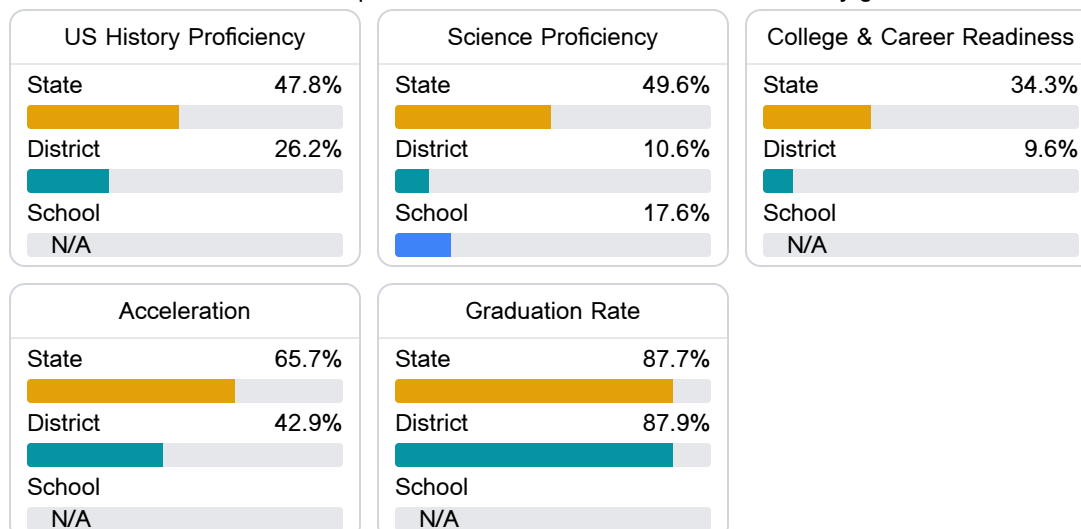 US History Proficiency
State 47.8%
District 26.2%
School
N/A
Science Proficiency
State 49.6%
District 10.6%
School 17.6%
College & Career Readiness
State 34.3%
District 9.6%
School
N/A
Acceleration
State 65.7%
District 42.9%
School
N/A
Graduation Rate
State 87.7%
District 87.9%
School
N/A